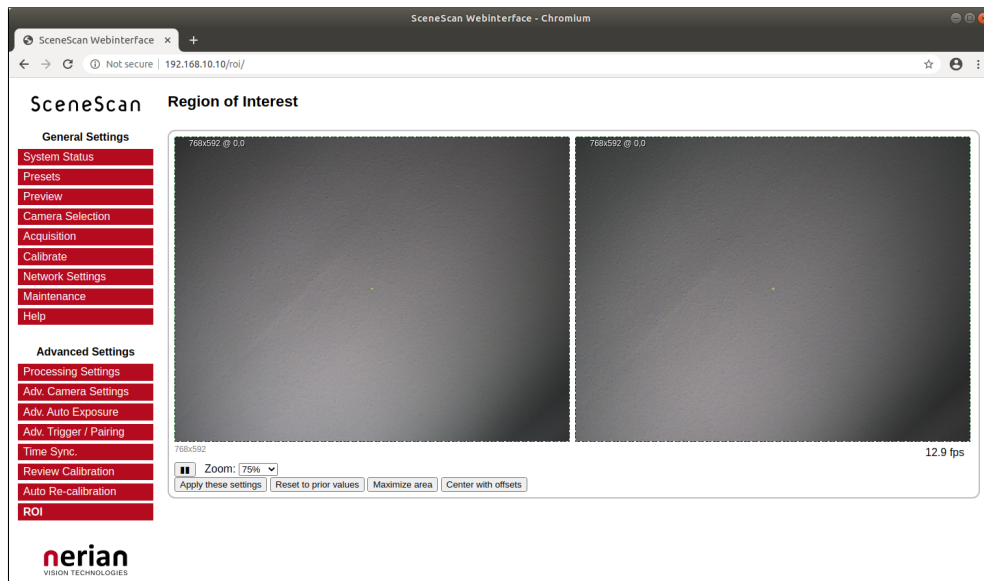 SceneScan Webinterface - Chromium
SceneScan Webinterface × +
Not secure | 192.168.10.10/roi/
SceneScan
Region of Interest
General Settings
System Status
Presets
Preview
Camera Selection
Acquisition
Calibrate
Network Settings
Maintenance
Help
Advanced Settings
Processing Settings
Adv. Camera Settings
Adv. Auto Exposure
Adv. Trigger / Pairing
Time Sync.
Review Calibration
Auto Re-calibration
ROI
nerian
VISION TECHNOLOGIES
768x592 @ 0,0
768x592 @ 0,0
768x592
12.9 fps
Zoom: 75%
Apply these settings Reset to prior values Maximize area Center with offsets